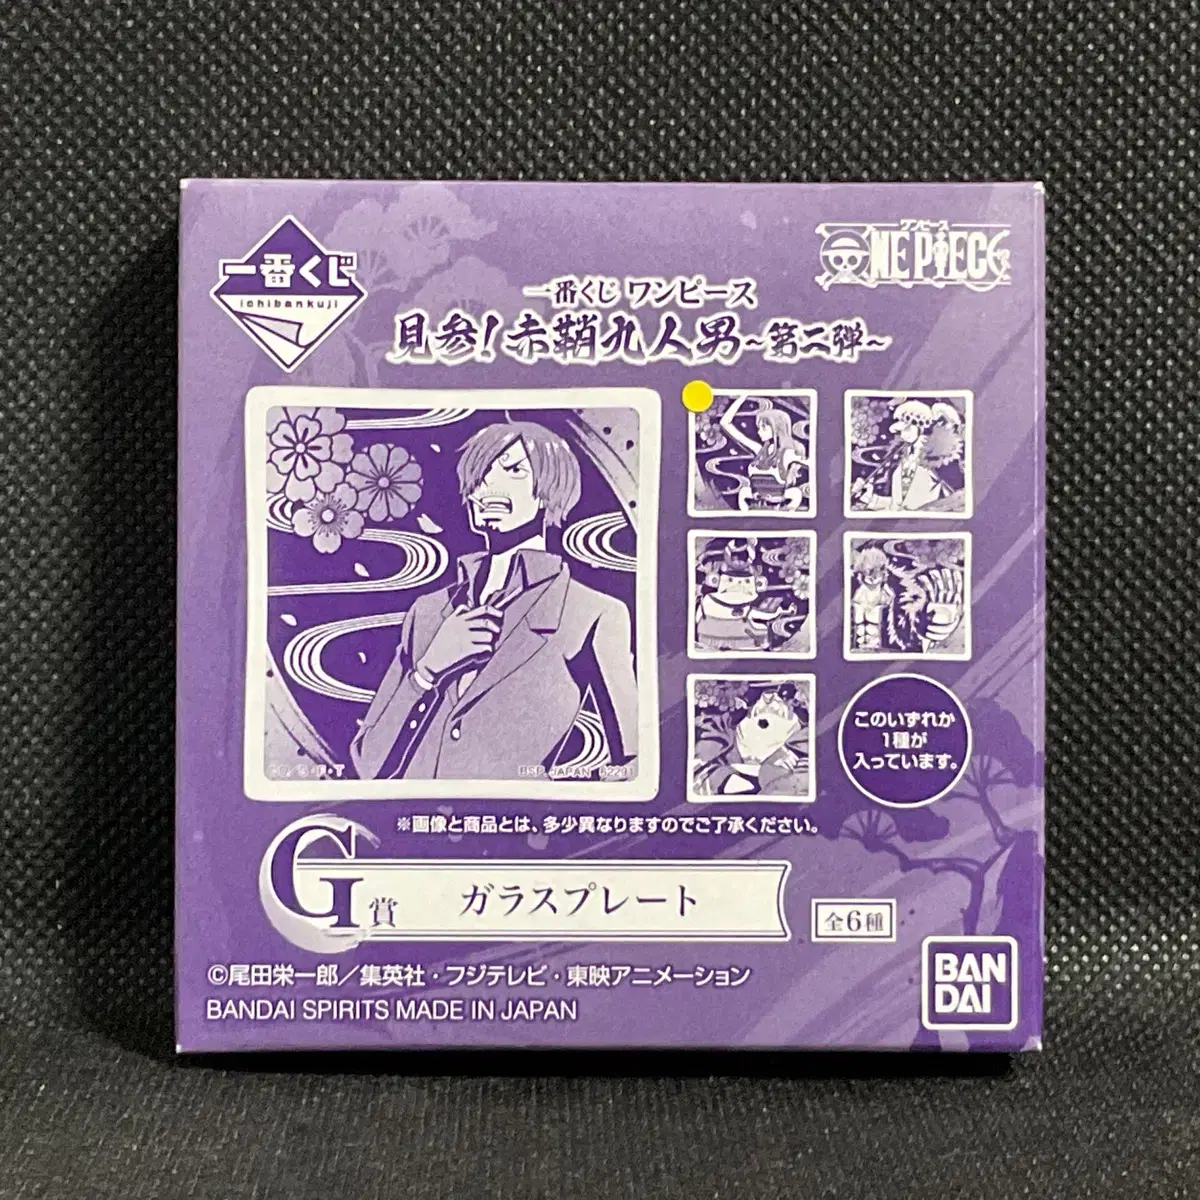 一番くじ
ichibankuji
ワンピース
ONE PIECE
一番くじ ワンピース
見参!赤鞘九人男~第二弾~
BSP JAPAN
このいずれか
1種が
入っています。
※画像と商品とは、多少異なりますのでご了承ください。
G賞
ガラスプレート
全6種
©尾田栄一郎/集英社・フジテレビ・東映アニメーション
BANDAI SPIRITS MADE IN JAPAN
BAN
DAI